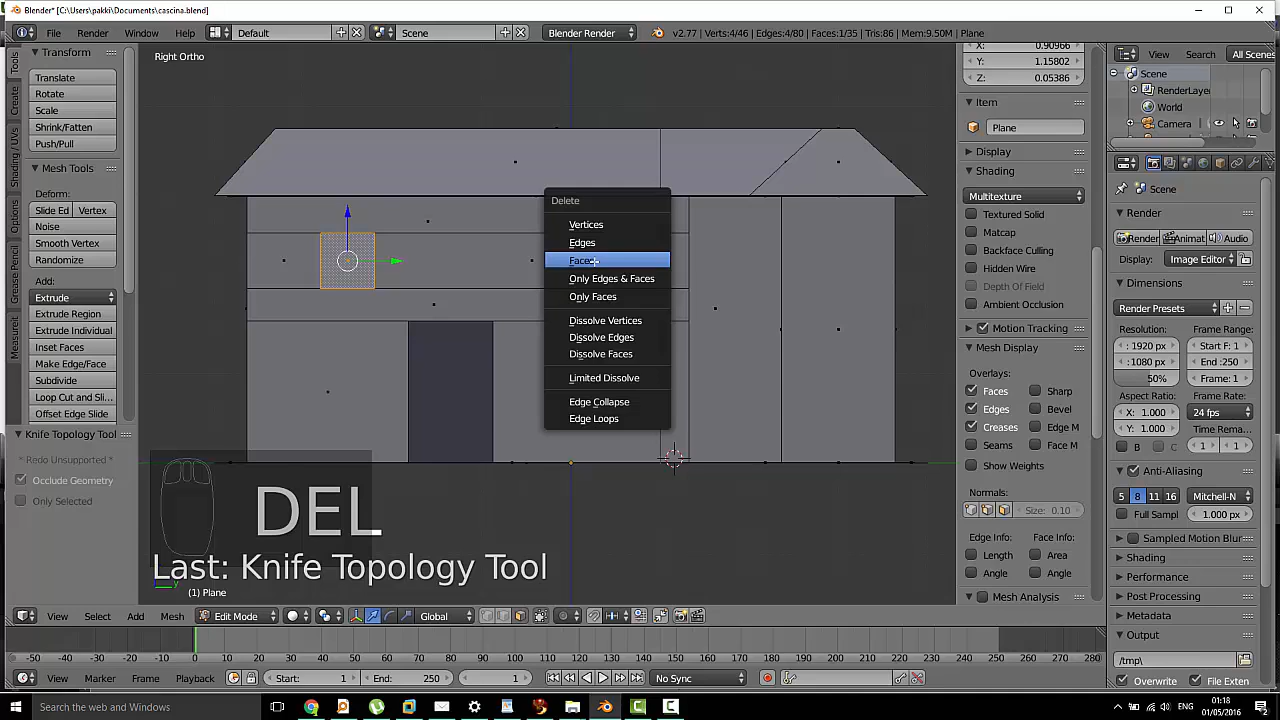 Blender* [C:\Users\pakki\Documents\cascina.blend]
File Render Window Help Default Scene Blender Render v2.77 | Verts:4/46 | Edges:4/80 | Faces:1/35 | Tris:86 | Mem:9.50M | Plane
View Search All Scenes
Tools
Create
Shading / UVs
Options
Grease Pencil
Measureit
Transform
Translate
Rotate
Scale
Shrink/Fatten
Push/Pull
Mesh Tools
Deform:
Slide Ed Vertex
Noise
Smooth Vertex
Randomize
Add:
Extrude
Extrude Region
Extrude Individual
Inset Faces
Make Edge/Face
Subdivide
Loop Cut and Sli...
Offset Edge Slide
Knife Topology Tool
* Redo Unsupported *
Occlude Geometry
Only Selected
Right Ortho
Delete
Vertices
Edges
Faces
Only Edges & Faces
Only Faces
Dissolve Vertices
Dissolve Edges
Dissolve Faces
Limited Dissolve
Edge Collapse
Edge Loops
DEL
Last: Knife Topology Tool
(1) Plane
X: 0.90966
Y: 1.15802
Z: 0.05386
Item
Plane
Display
Shading
Multitexture
Textured Solid
Matcap
Backface Culling
Hidden Wire
Depth Of Field
Ambient Occlusion
Motion Tracking
Mesh Display
Overlays:
Faces Sharp
Edges Bevel
Creases Edge M
Seams Face M
Show Weights
Normals:
Size: 0.10
Edge Info: Face Info:
Length Area
Angle Angle
Mesh Analysis
Scene
RenderLayer
World
Camera
Scene
Render
Render Animat Audio
Display: Image Editor
Dimensions
Render Presets
Resolution: Frame Range:
: 1920 px Start F: 1
:1080 px End :250
50% Frame: 1
Aspect Ratio: Frame Rate:
X: 1.000 24 fps
Y: 1.000 Time Rema...
B C 1 1
Anti-Aliasing
5 8 11 16 Mitchell-N
Full Sampl 1.000 px
Sampled Motion Blur
Shading
Performance
Post Processing
Metadata
Output
/tmp\
Overwrite File Exten
View Select Add Mesh Edit Mode Global
-50 -40 -30 -20 -10 0 10 20 30 40 50 60 70 80 90 100 110 120 130 140 150 160 170 180 190 200 210 220 230 240 250 260 270 280
View Marker Frame Playback Start: 1 End: 250 1 No Sync
Search the web and Windows
01:18
01/05/2016